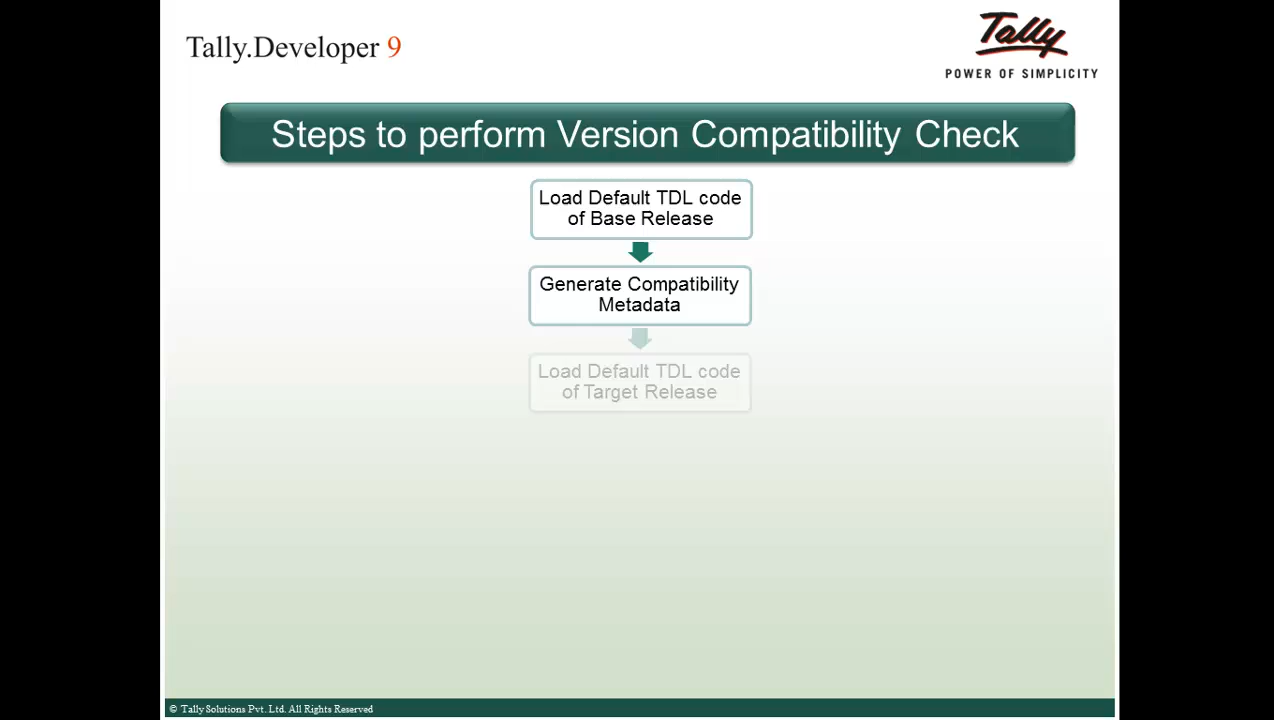 Tally.Developer 9
Tally
POWER OF SIMPLICITY
Steps to perform Version Compatibility Check
Load Default TDL code
of Base Release
Generate Compatibility
Metadata
Load Default TDL code
of Target Release
© Tally Solutions Pvt. Ltd. All Rights Reserved